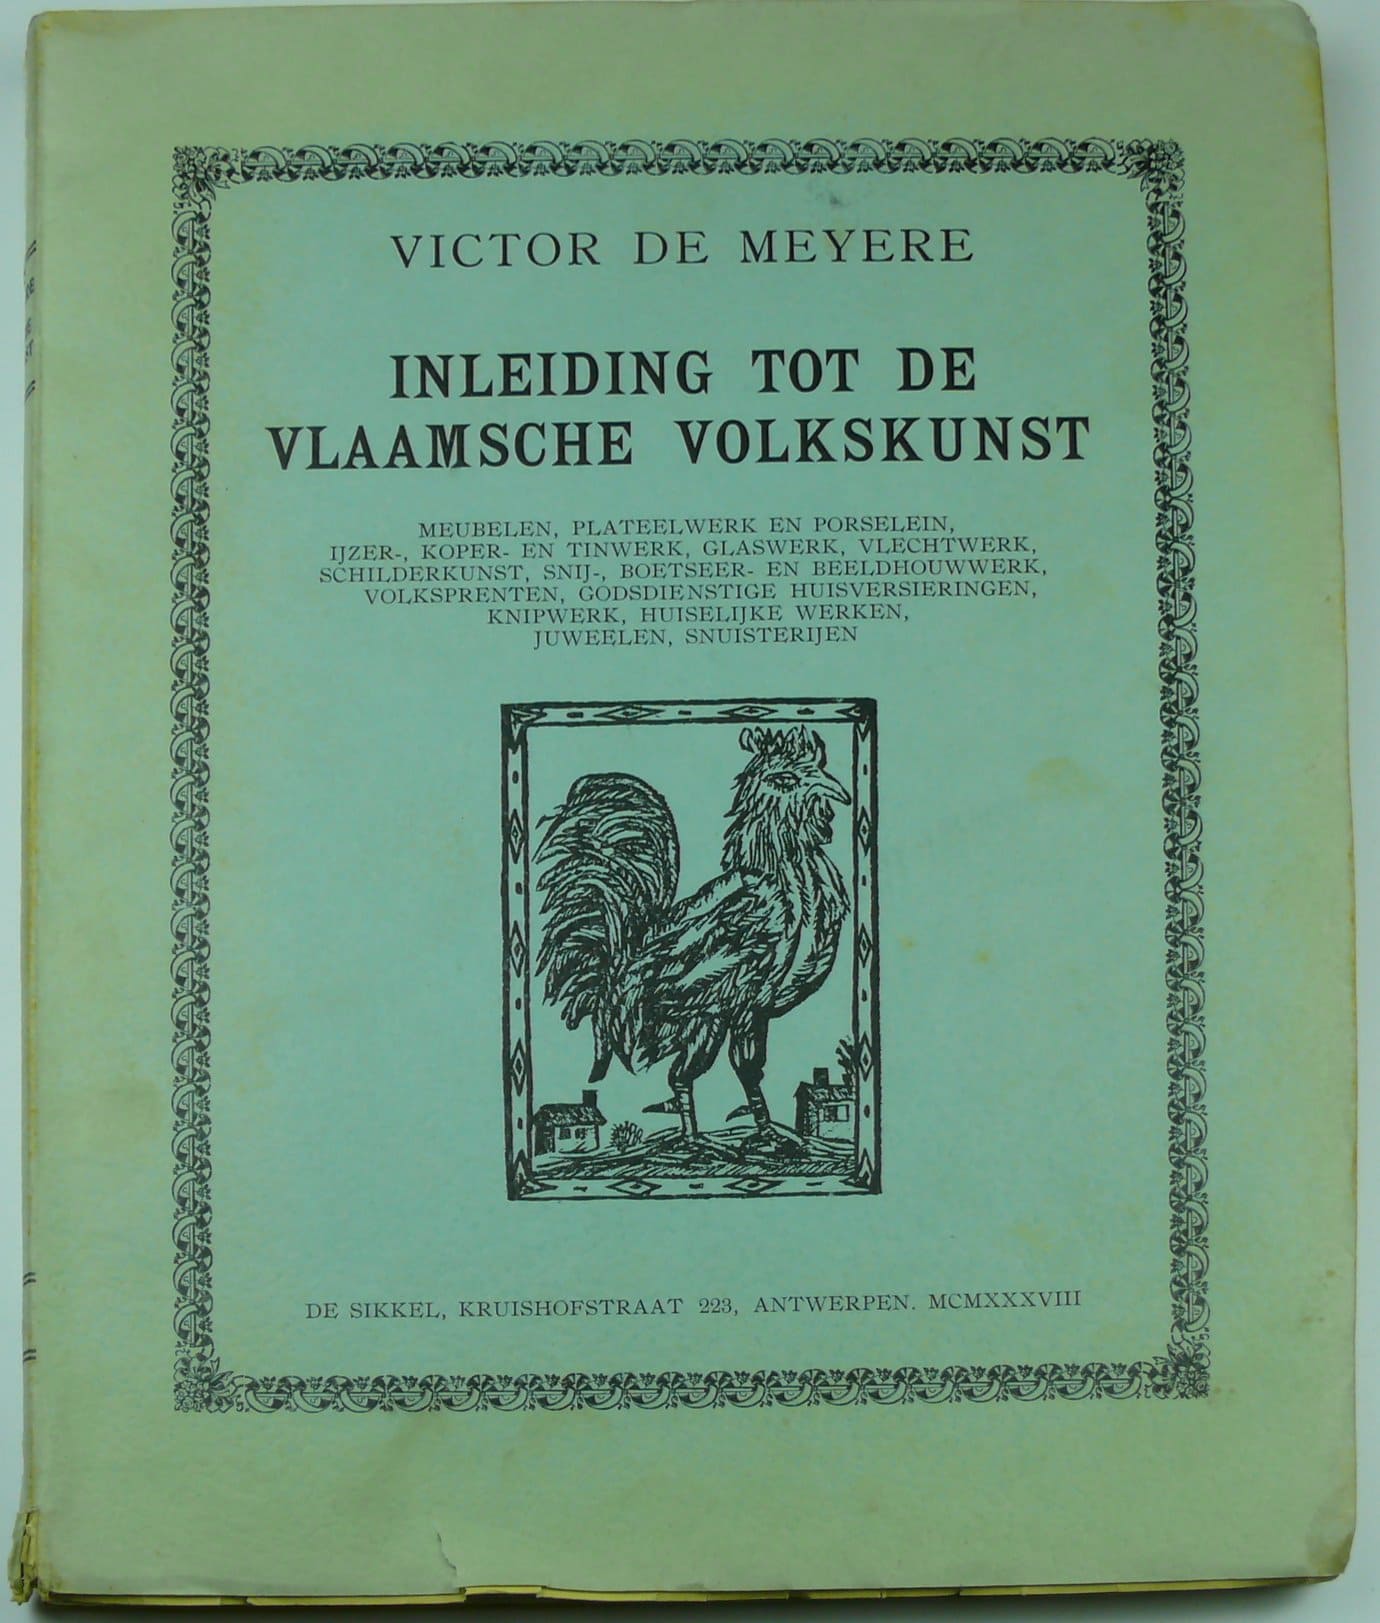 VICTOR DE MEYERE
INLEIDING TOT DE
VLAAMSCHE VOLKSKUNST
MEUBELEN, PLATEELWERK EN PORSELEIN,
IJZER-, KOPER- EN TINWERK, GLASWERK, VLECHTWERK,
SCHILDERKUNST, SNIJ-, BOETSEER- EN BEELDHOUWWERK,
VOLKSPRENTEN, GODSDIENSTIGE HUISVERSIERINGEN,
KNIPWERK, HUISELIJKE WERKEN,
JUWEELEN, SNUISTERIJEN
DE SIKKEL, KRUISHOFSTRAAT 223, ANTWERPEN. MCMXXXVIII